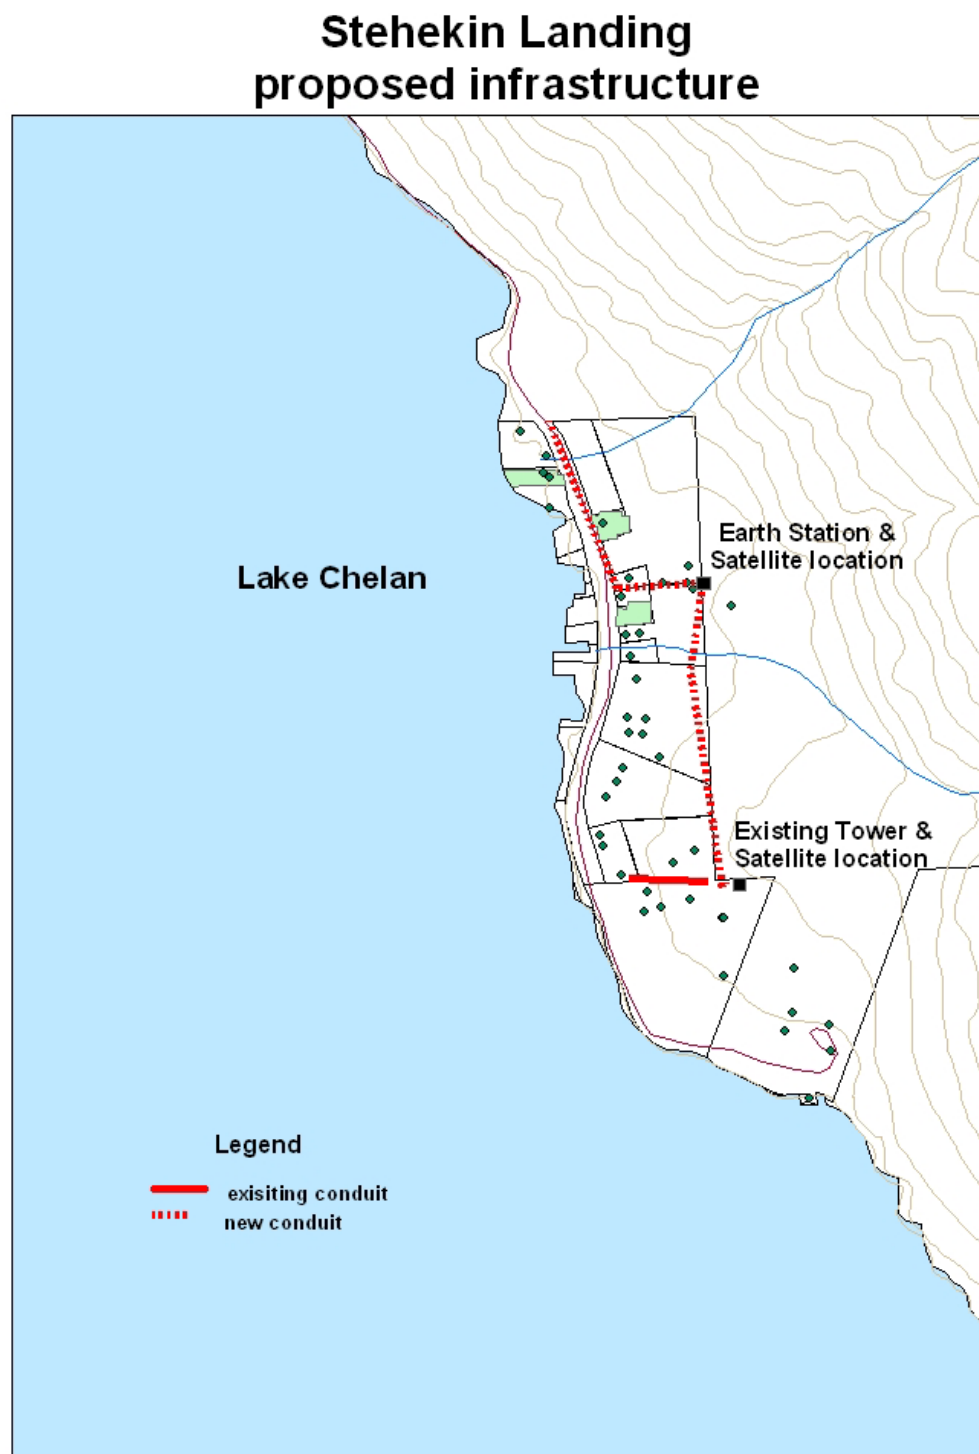 Stehekin Landing
proposed infrastructure
Earth Station &
Satellite location
Lake Chelan
Existing Tower &
Satellite location
Legend
exisiting conduit
new conduit